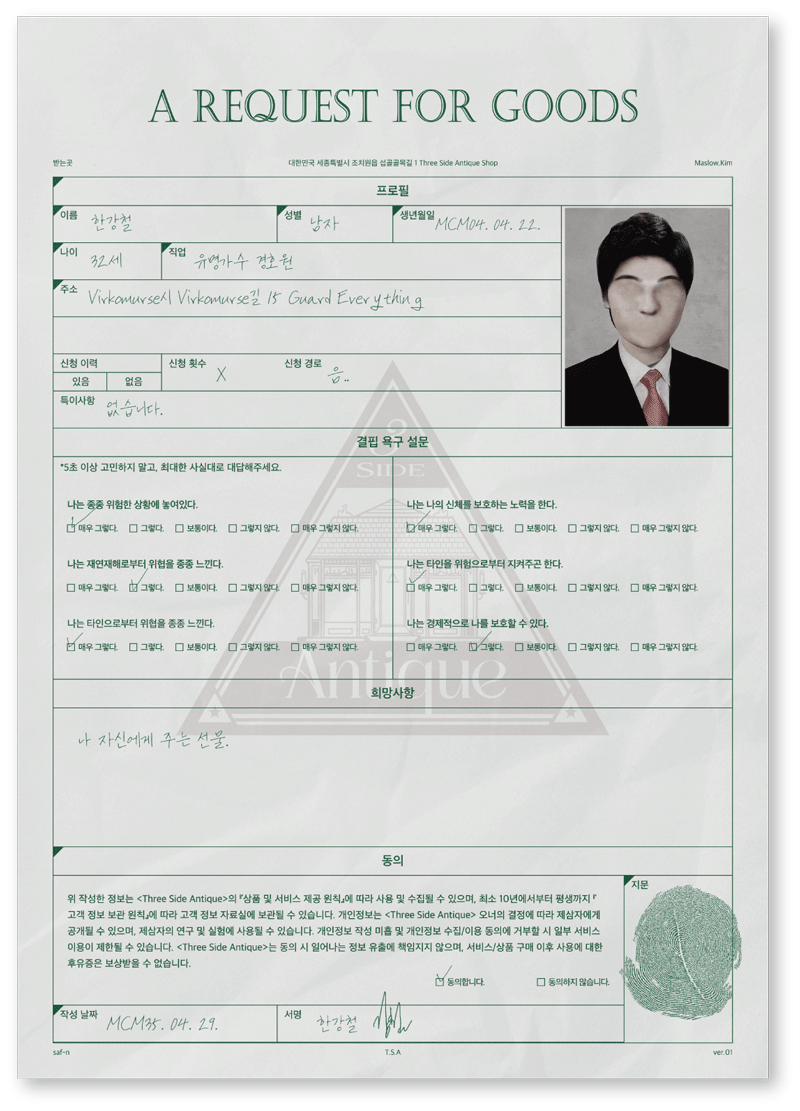 A REQUEST FOR GOODS
받는곳 대한민국 세종특별시 조치원읍 섭골골목길 1 Three Side Antique Shop Maslow.Kim
프로필
이름 한강철 성별 남자 생년월일 MCM04. 04. 22.
나이 32세 직업 유명가수 경호원
주소 Virkomurse시 Virkomurse길 15 Guard Everything
신청 이력 신청 횟수 X 신청 경로 음..
있음 없음
특이사항 없습니다.
결핍 욕구 설문
*5초 이상 고민하지 말고, 최대한 사실대로 대답해주세요.
나는 종종 위험한 상황에 놓여있다. 나는 나의 신체를 보호하는 노력을 한다.
매우 그렇다. 그렇다. 보통이다. 그렇지 않다. 매우 그렇지 않다. 매우 그렇다. 그렇다. 보통이다. 그렇지 않다. 매우 그렇지 않다.
나는 재연재해로부터 위협을 종종 느낀다. 나는 타인을 위험으로부터 지켜주곤 한다.
매우 그렇다. 그렇다. 보통이다. 그렇지 않다. 매우 그렇지 않다. 매우 그렇다. 그렇다. 보통이다. 그렇지 않다. 매우 그렇지 않다.
나는 타인으로부터 위협을 종종 느낀다. 나는 경제적으로 나를 보호할 수 있다.
매우 그렇다. 그렇다. 보통이다. 그렇지 않다. 매우 그렇지 않다. 매우 그렇다. 그렇다. 보통이다. 그렇지 않다. 매우 그렇지 않다.
3
SIDE
Antique
희망사항
나 자신에게 주는 선물.
동의
위 작성한 정보는 <Three Side Antique>의 『상품 및 서비스 제공 원칙』에 따라 사용 및 수집될 수 있으며, 최소 10년에서부터 평생까지 『
고객 정보 보관 원칙』에 따라 고객 정보 자료실에 보관될 수 있습니다. 개인정보는 <Three Side Antique> 오너의 결정에 따라 제삼자에게
공개될 수 있으며, 제삼자의 연구 및 실험에 사용될 수 있습니다. 개인정보 작성 미흡 및 개인정보 수집/이용 동의에 거부할 시 일부 서비스
이용이 제한될 수 있습니다. <Three Side Antique>는 동의 시 일어나는 정보 유출에 책임지지 않으며, 서비스/상품 구매 이후 사용에 대한
후유증은 보상받을 수 없습니다.
동의합니다. 동의하지 않습니다.
지문
작성 날짜 MCM35. 04. 29. 서명 한강철
saf-n T.S.A ver.01